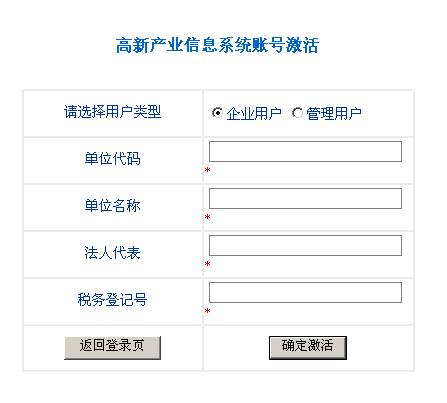 高新产业信息系统账号激活
请选择用户类型 企业用户 管理用户
单位代码
*
单位名称
*
法人代表
*
税务登记号
*
返回登录页 确定激活